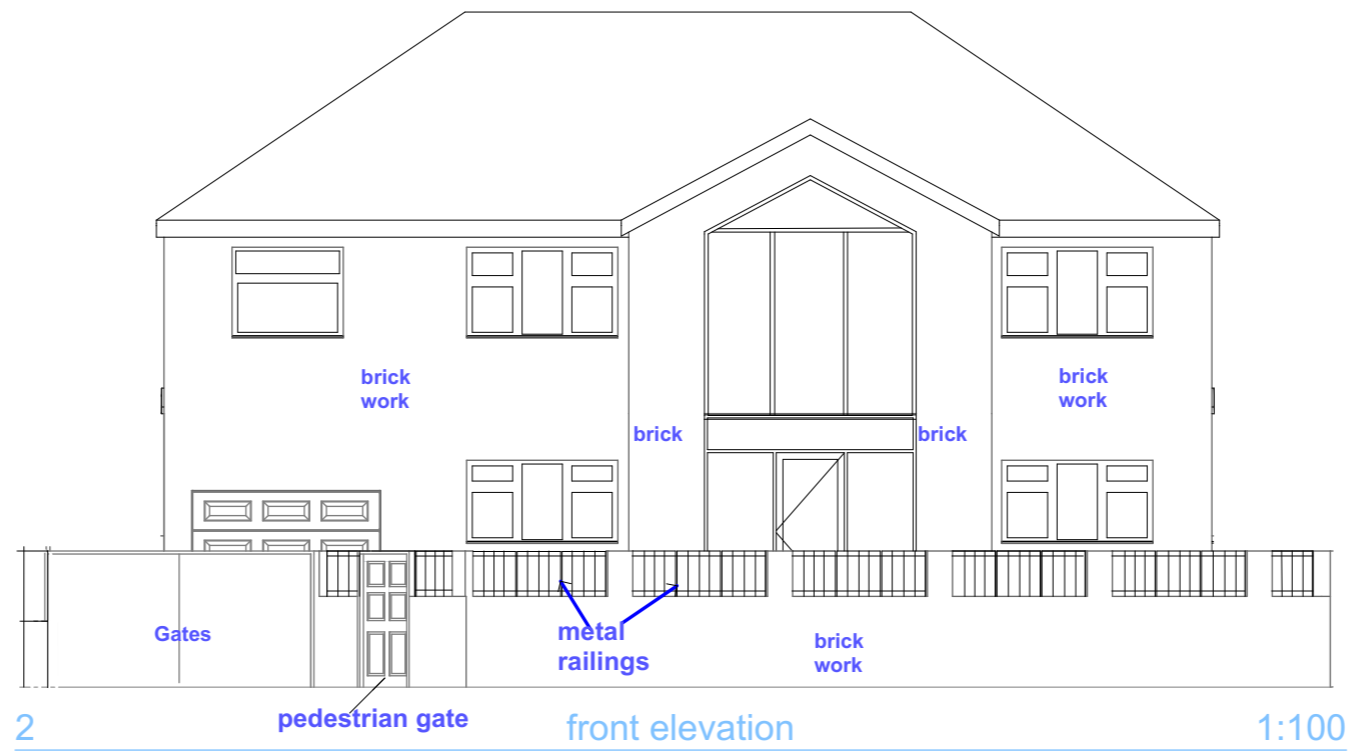 brick
work
brick
work
brick
brick
Gates
metal
railings
brick
work
pedestrian gate
2 front elevation 1:100